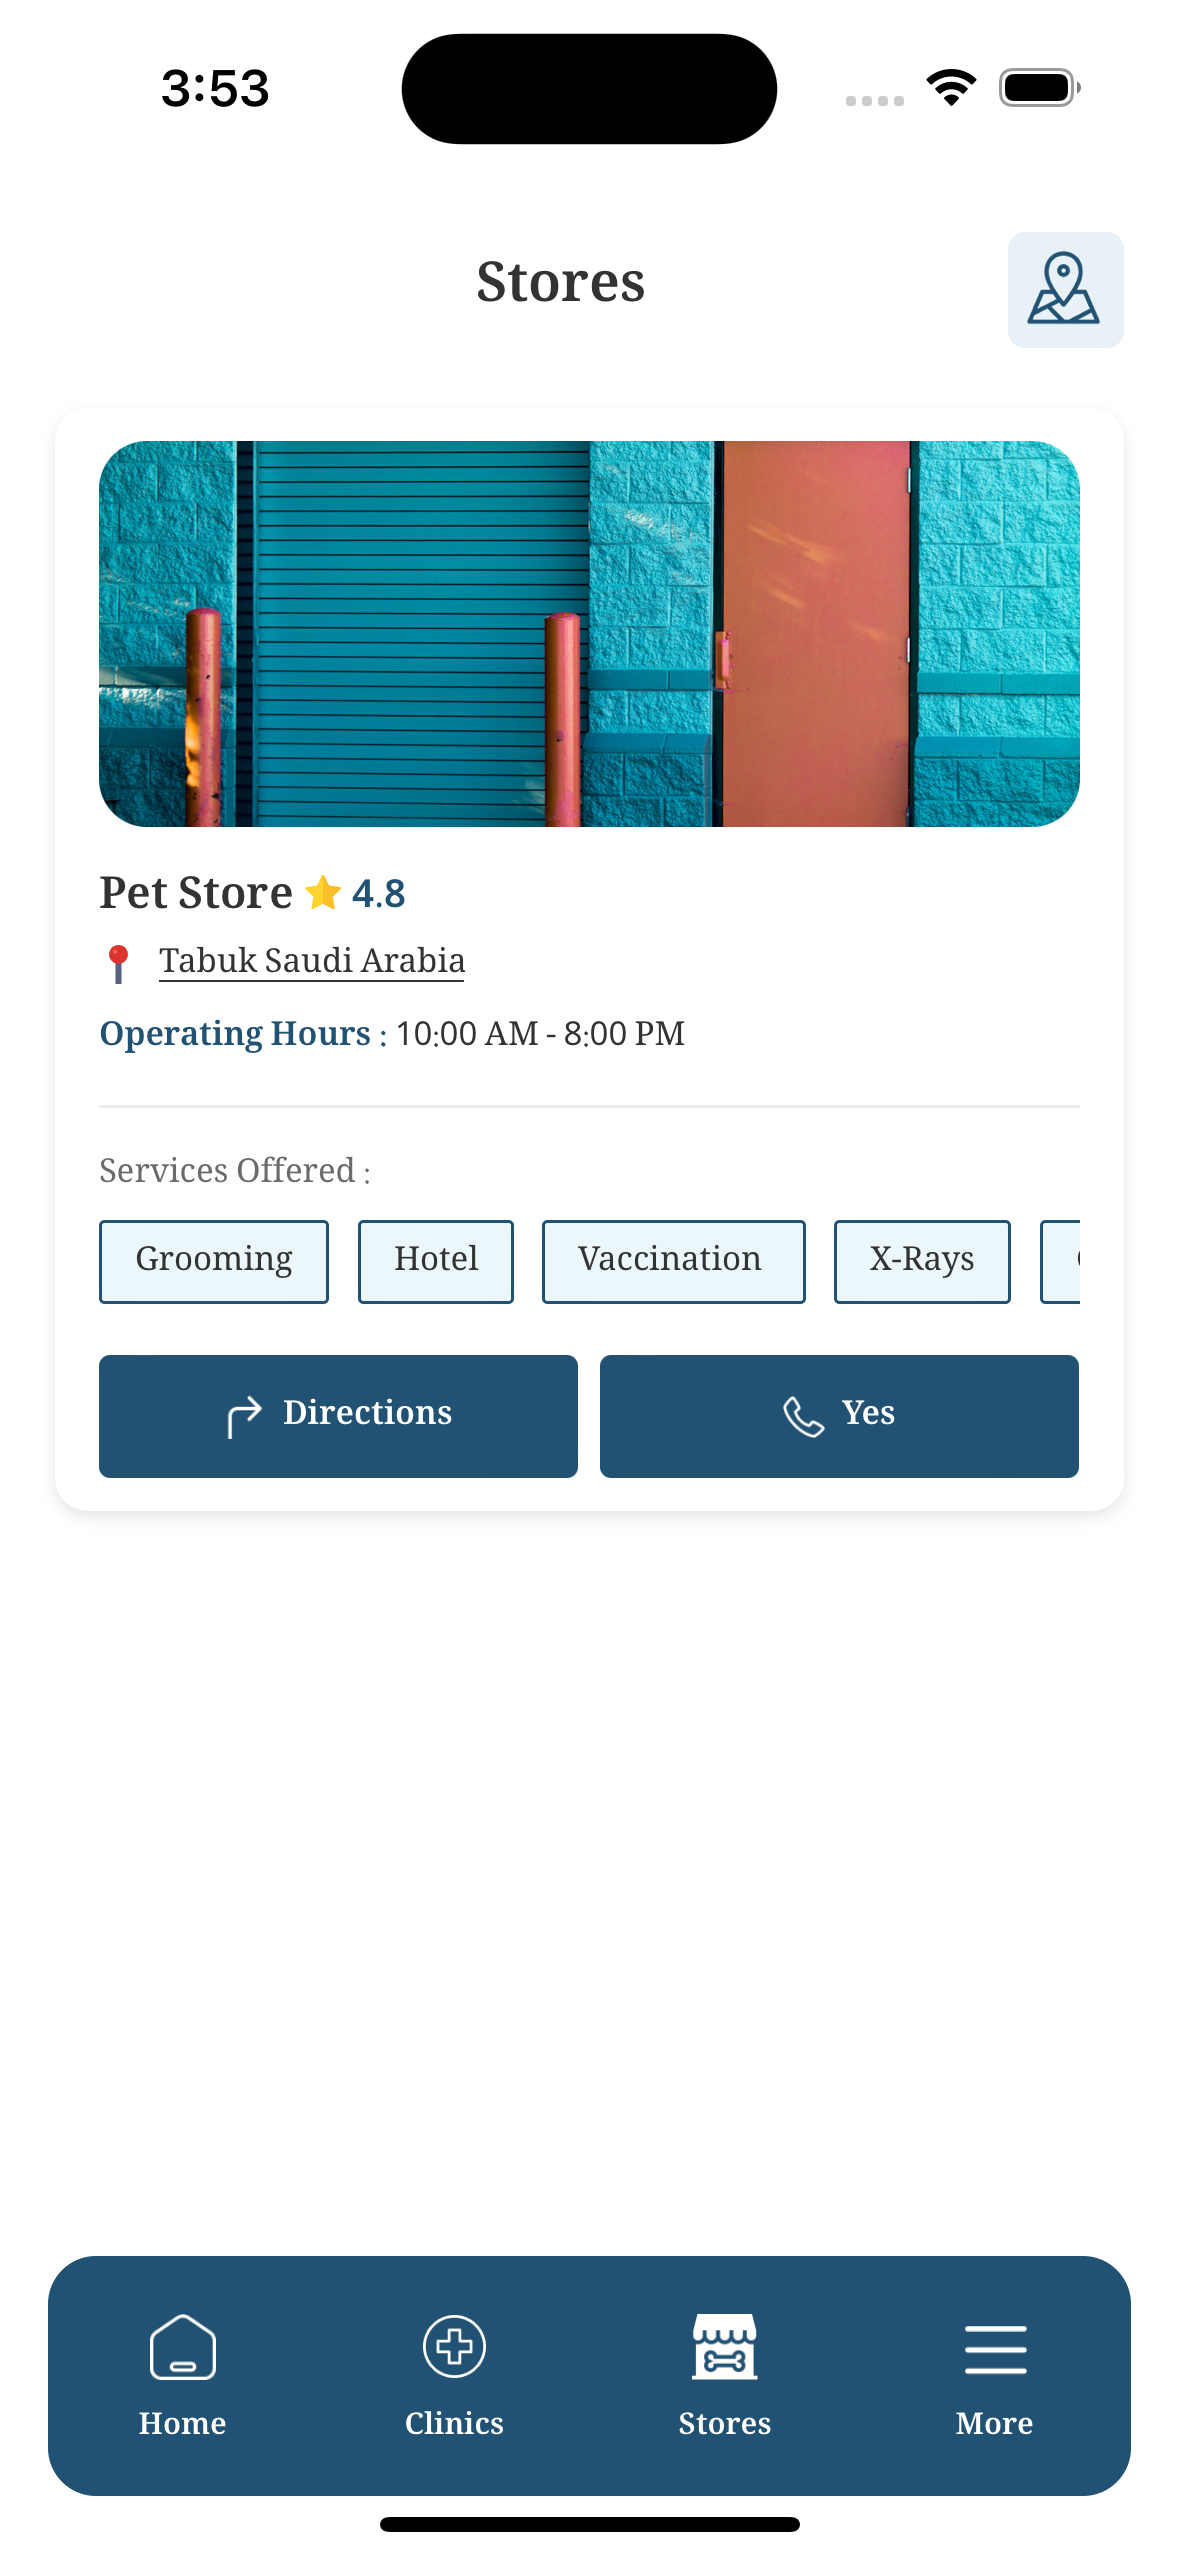 3:53
Stores
Pet Store ⭐ 4.8
📍 Tabuk Saudi Arabia
Operating Hours : 10:00 AM - 8:00 PM
Services Offered :
Grooming Hotel Vaccination X-Rays
Directions Yes
Home Clinics Stores More